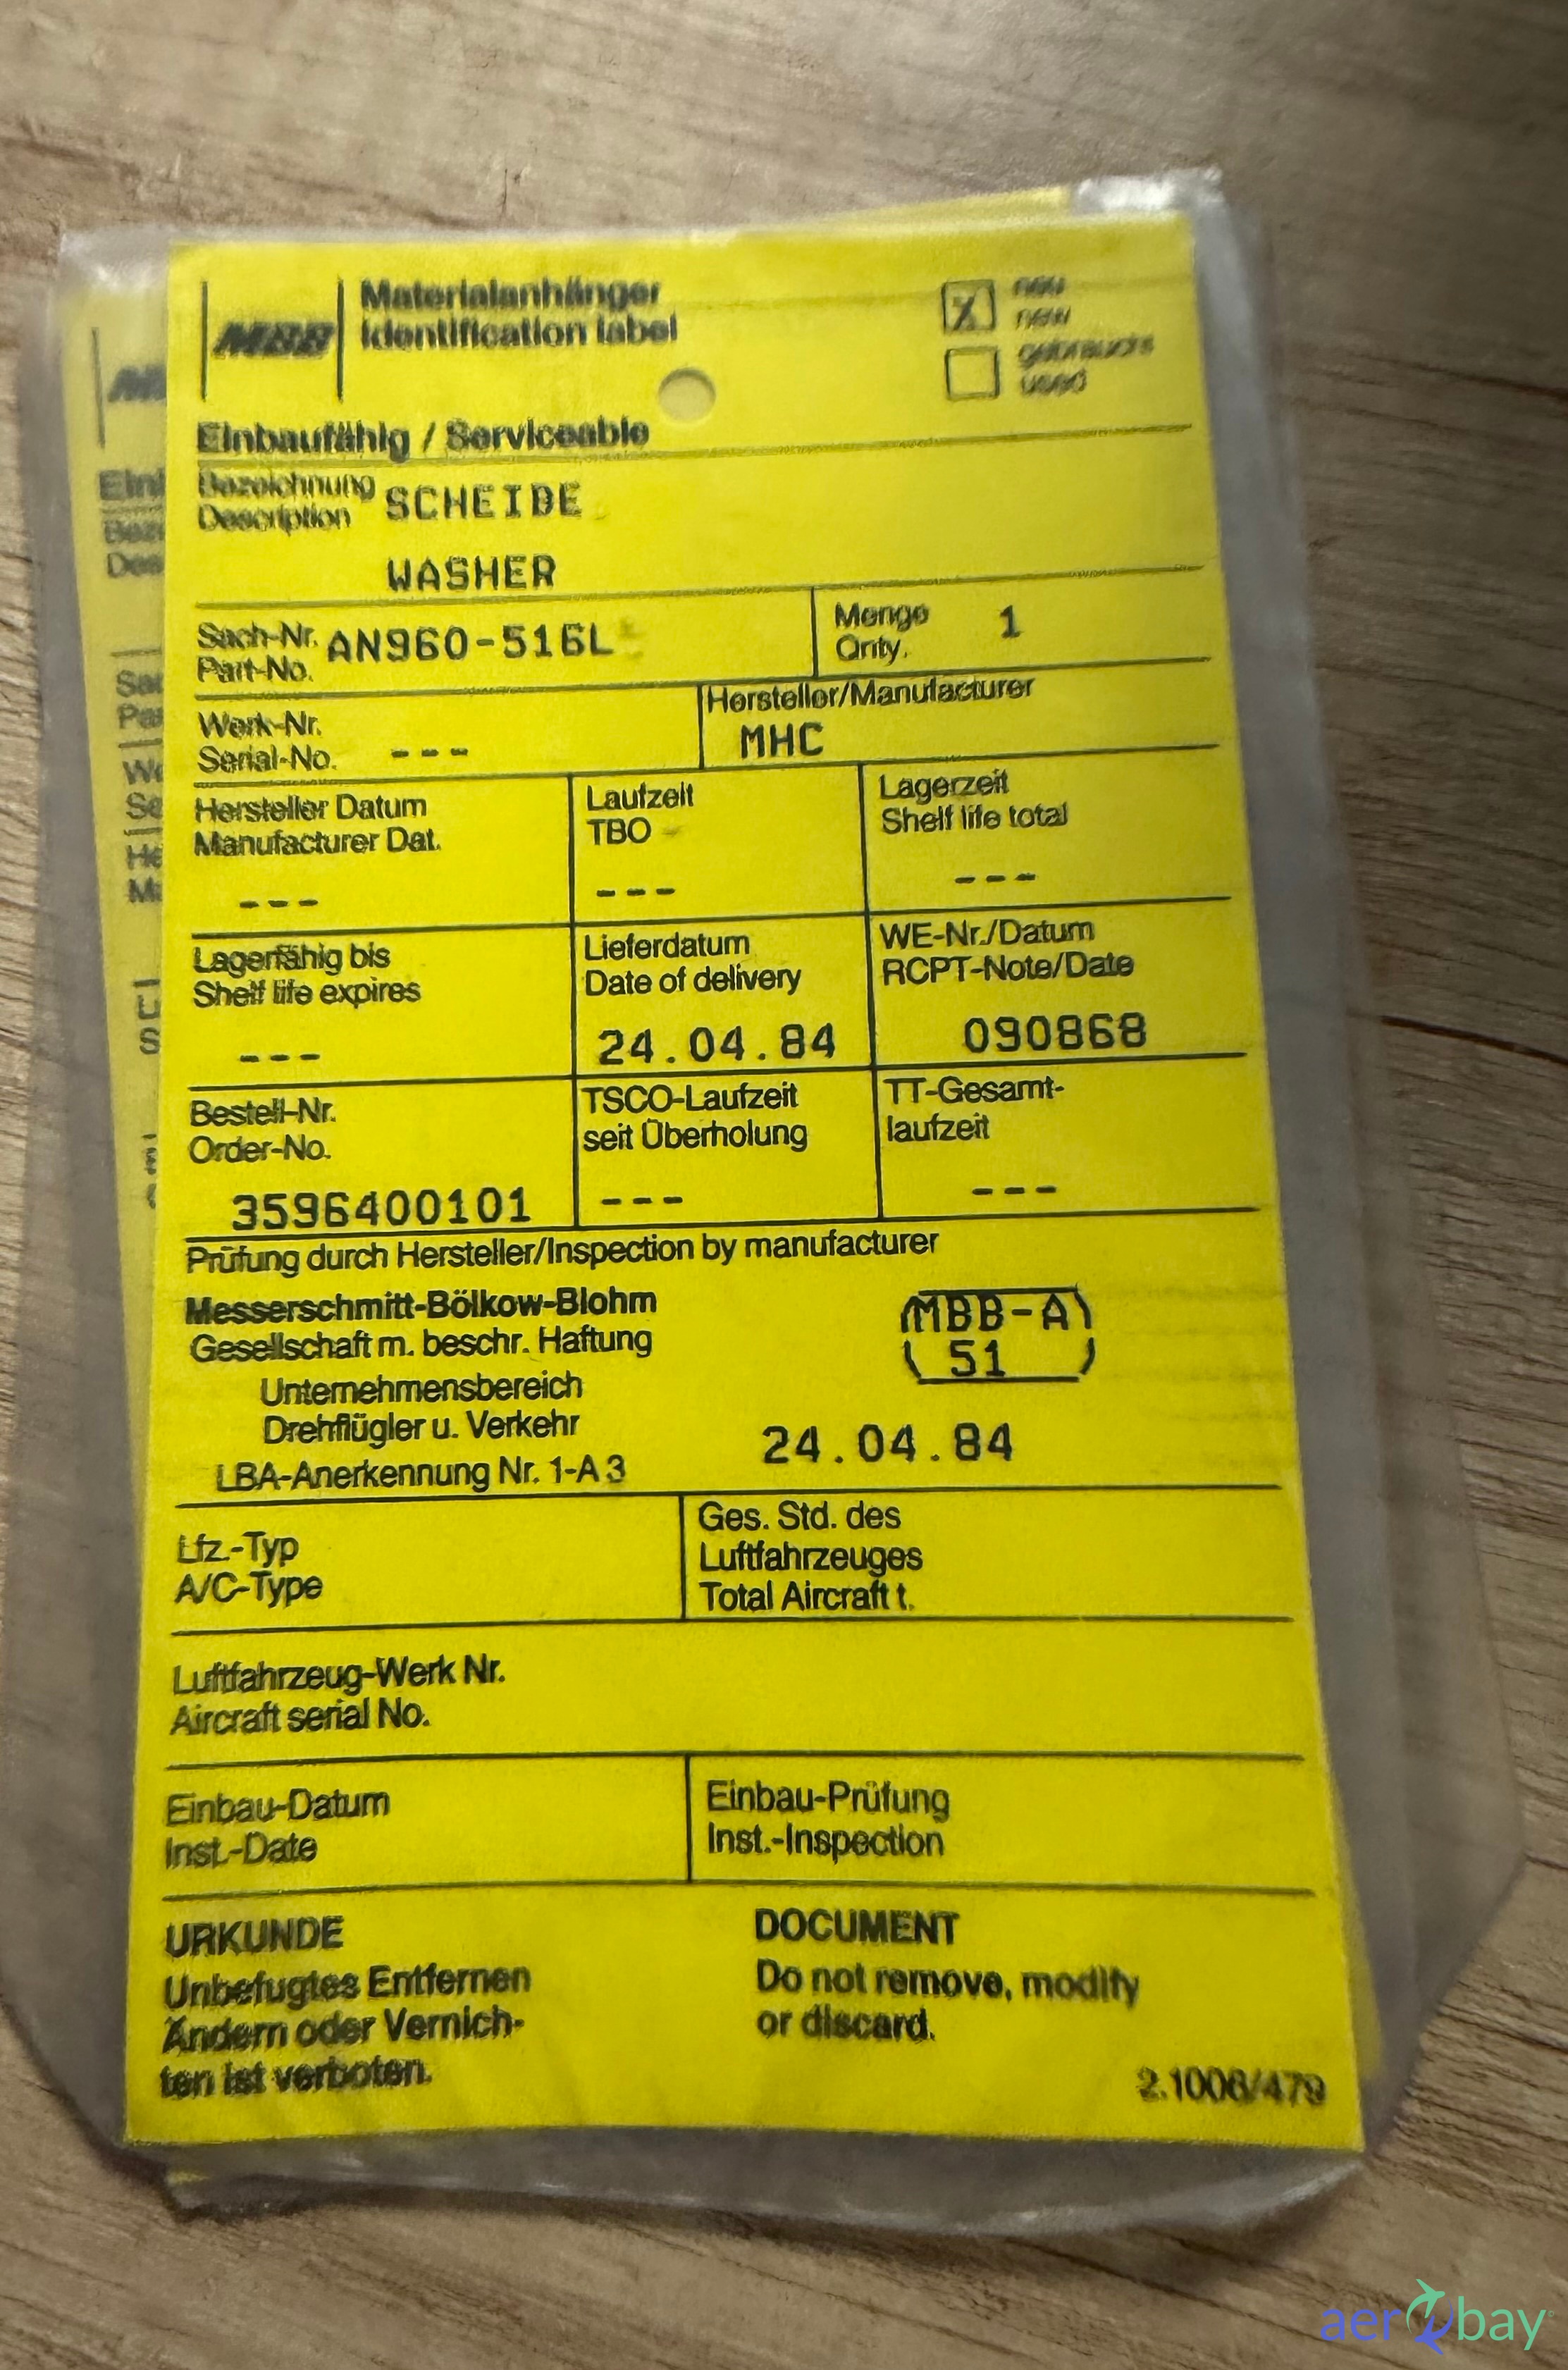 MBB
Materialanhänger
Identification label
X
neu
new
gebraucht
used
Einbaufähig / Serviceable
Bezeichnung
Description
SCHEIDE
WASHER
Sach-Nr.
Part-No.
AN960-516L
Menge
Qnty.
1
Werk-Nr.
Serial-No.
---
Hersteller/Manufacturer
MHC
Hersteller Datum
Manufacturer Dat.
---
Laufzeit
TBO
---
Lagerzeit
Shelf life total
---
Lagerfähig bis
Shelf life expires
---
Lieferdatum
Date of delivery
24.04.84
WE-Nr./Datum
RCPT-Note/Date
090868
Bestell-Nr.
Order-No.
3596400101
TSCO-Laufzeit
seit Überholung
---
TT-Gesamt-
laufzeit
---
Prüfung durch Hersteller/Inspection by manufacturer
Messerschmitt-Bölkow-Blohm
Gesellschaft m. beschr. Haftung
Unternehmensbereich
Drehflügler u. Verkehr
LBA-Anerkennung Nr. 1-A 3
MBB-A
51
24.04.84
Lfz.-Typ
A/C-Type
Ges. Std. des
Luftfahrzeuges
Total Aircraft t.
Luftfahrzeug-Werk Nr.
Aircraft serial No.
Einbau-Datum
Inst.-Date
Einbau-Prüfung
Inst.-Inspection
URKUNDE
Unbefugtes Entfernen
Ändern oder Vernich-
ten ist verboten.
DOCUMENT
Do not remove, modify
or discard.
2.1006/479
aerobay